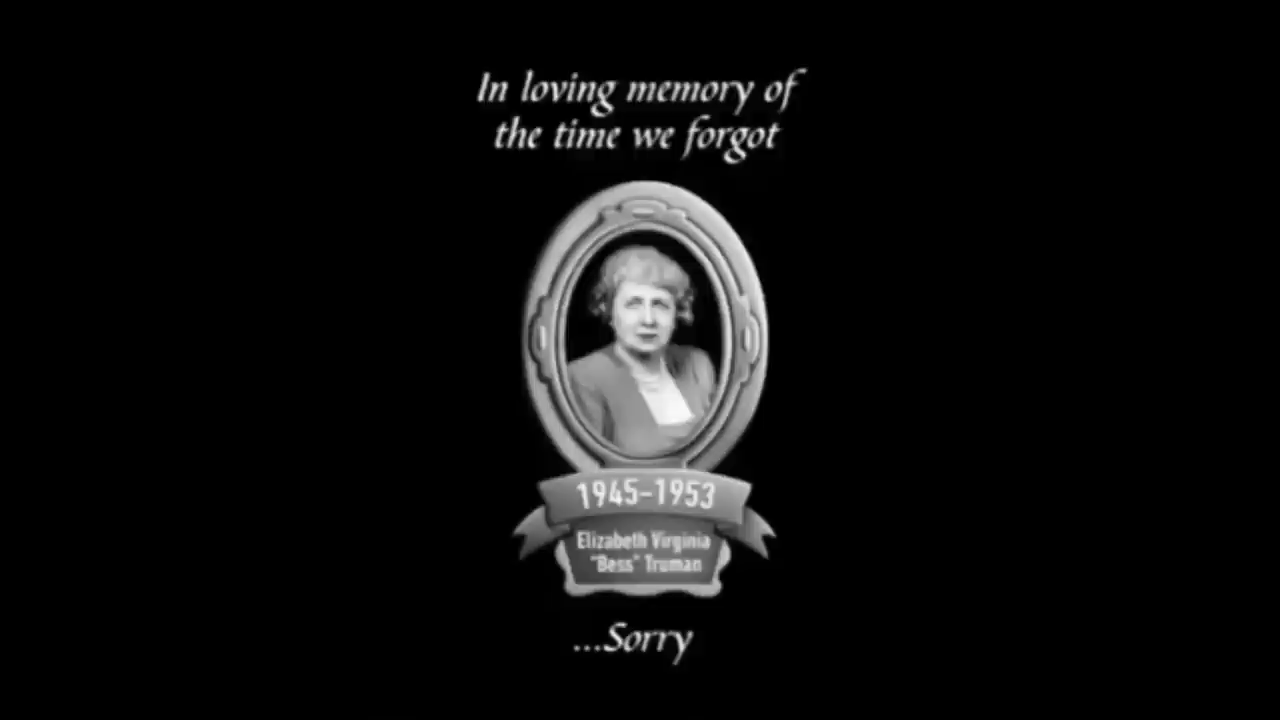 In loving memory of
the time we forgot
1945-1953
Elizabeth Virginia
"Bess" Truman
...Sorry